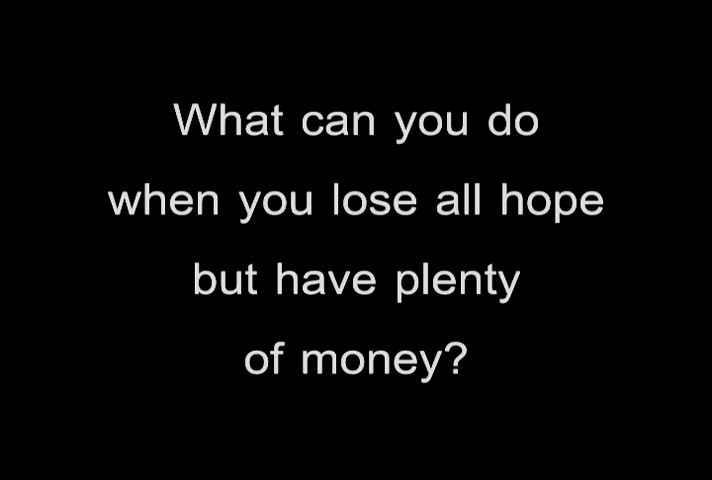 What can you do
when you lose all hope
but have plenty
of money?